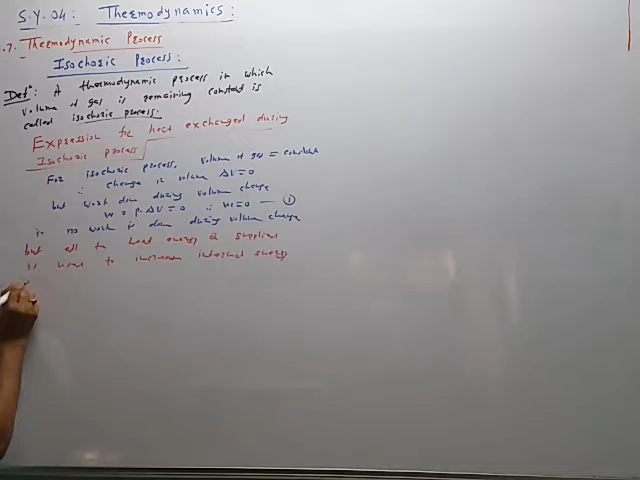 S.Y. 04: Thermodynamics:
.7. Thermodynamic Process
Isochoric Process:
Defn: A thermodynamic process in which
volume of gas is remaining constant is
called isochoric process.
Expression for heat exchanged during
Isochoric process
For isochoric process, volume of gas = constant
∴ change in volume ΔV = 0
but work done during volume change
W = P.ΔV = 0 ∴ W = 0 — ①
is no work is done during volume change
but all the heat energy Q supplied
is used to increase internal energy